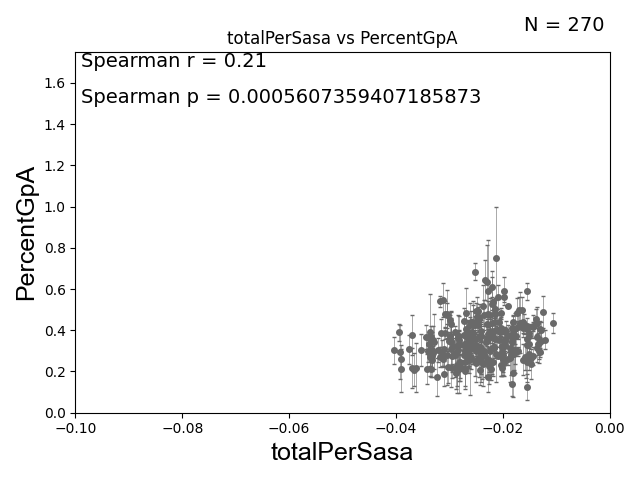 N = 270
totalPerSasa vs PercentGpA
Spearman r = 0.21
Spearman p = 0.0005607359407185873
PercentGpA
1.6
1.4
1.2
1.0
0.8
0.6
0.4
0.2
0.0
−0.10
−0.08
−0.06
−0.04
−0.02
0.00
totalPerSasa